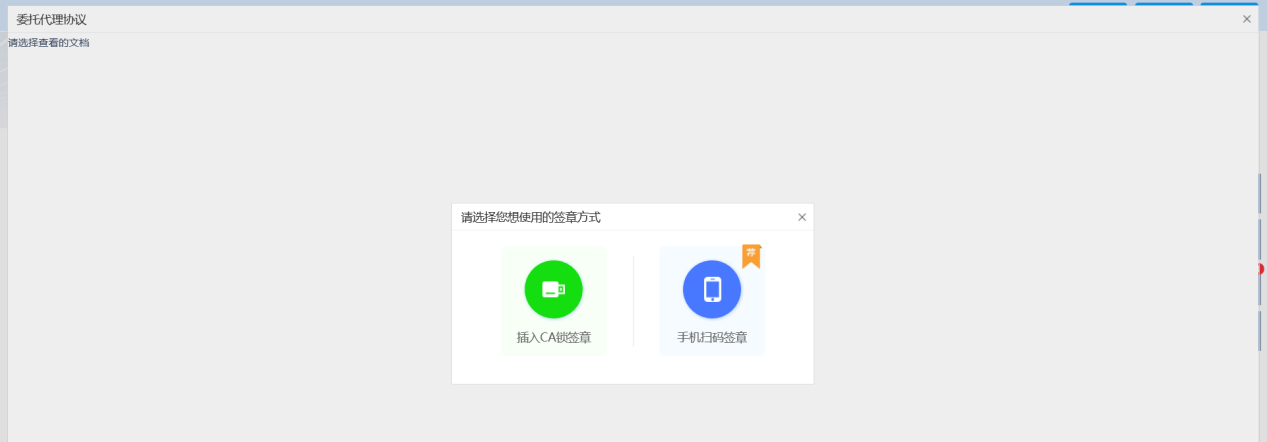 委托代理协议
请选择查看的文档
请选择您想使用的签章方式
荐
插入CA锁签章
手机扫码签章